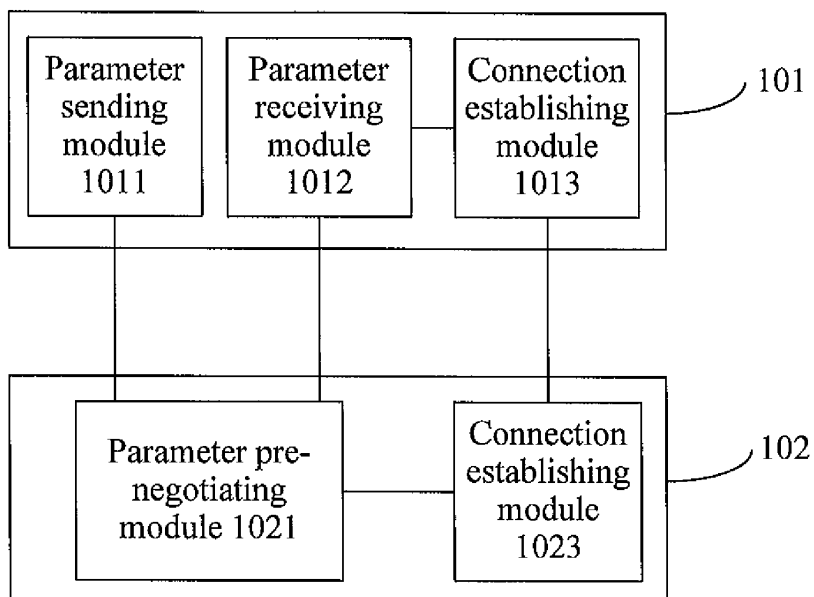 Parameter
sending
module
1011
Parameter
receiving
module
1012
Connection
establishing
module
1013
101
Parameter pre-
negotiating
module 1021
Connection
establishing
module
1023
102